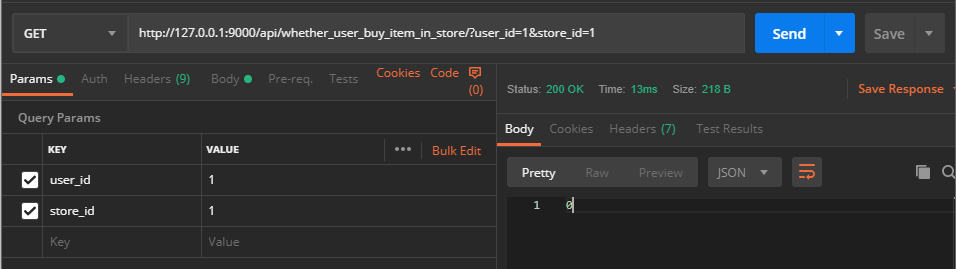 GET http://127.0.0.1:9000/api/whether_user_buy_item_in_store/?user_id=1&store_id=1 Send Save
Params Auth Headers (9) Body Pre-req. Tests Cookies Code (0)
Query Params
KEY VALUE ••• Bulk Edit
user_id 1
store_id 1
Key Value
Status: 200 OK Time: 13ms Size: 218 B Save Response
Body Cookies Headers (7) Test Results
Pretty Raw Preview JSON
1 0